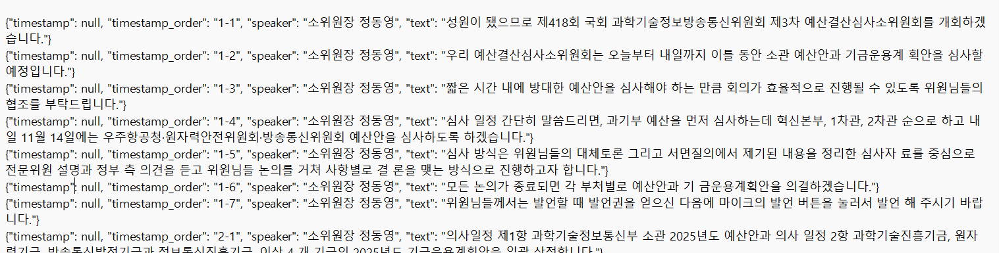 {"timestamp": null, "timestamp_order": "1-1", "speaker": "소위원장 정동영", "text": "성원이 됐으므로 제418회 국회 과학기술정보방송통신위원회 제3차 예산결산심사소위원회를 개회하겠
습니다."}
{"timestamp": null, "timestamp_order": "1-2", "speaker": "소위원장 정동영", "text": "우리 예산결산심사소위원회는 오늘부터 내일까지 이틀 동안 소관 예산안과 기금운용계 획안을 심사할
예정입니다."}
{"timestamp": null, "timestamp_order": "1-3", "speaker": "소위원장 정동영", "text": "짧은 시간 내에 방대한 예산안을 심사해야 하는 만큼 회의가 효율적으로 진행될 수 있도록 위원님들의
협조를 부탁드립니다."}
{"timestamp": null, "timestamp_order": "1-4", "speaker": "소위원장 정동영", "text": "심사 일정 간단히 말씀드리면, 과기부 예산을 먼저 심사하는데 혁신본부, 1차관, 2차관 순으로 하고 내
일 11월 14일에는 우주항공청·원자력안전위원회·방송통신위원회 예산안을 심사하도록 하겠습니다."}
{"timestamp": null, "timestamp_order": "1-5", "speaker": "소위원장 정동영", "text": "심사 방식은 위원님들의 대체토론 그리고 서면질의에서 제기된 내용을 정리한 심사자 료를 중심으로
전문위원 설명과 정부 측 의견을 듣고 위원님들 논의를 거쳐 사항별로 결 론을 맺는 방식으로 진행하고자 합니다."}
{"timestamp": null, "timestamp_order": "1-6", "speaker": "소위원장 정동영", "text": "모든 논의가 종료되면 각 부처별로 예산안과 기 금운용계획안을 의결하겠습니다."}
{"timestamp": null, "timestamp_order": "1-7", "speaker": "소위원장 정동영", "text": "위원님들께서는 발언할 때 발언권을 얻으신 다음에 마이크의 발언 버튼을 눌러서 발언 해 주시기 바랍
니다."}
{"timestamp": null, "timestamp_order": "2-1", "speaker": "소위원장 정동영", "text": "의사일정 제1항 과학기술정보통신부 소관 2025년도 예산안과 의사 일정 2항 과학기술진흥기금, 원자
력기금, 방송통신발전기금과 정보통신진흥기금, 이상 4 개 기금의 2025년도 기금운용계획안을 일괄 상정합니다."}